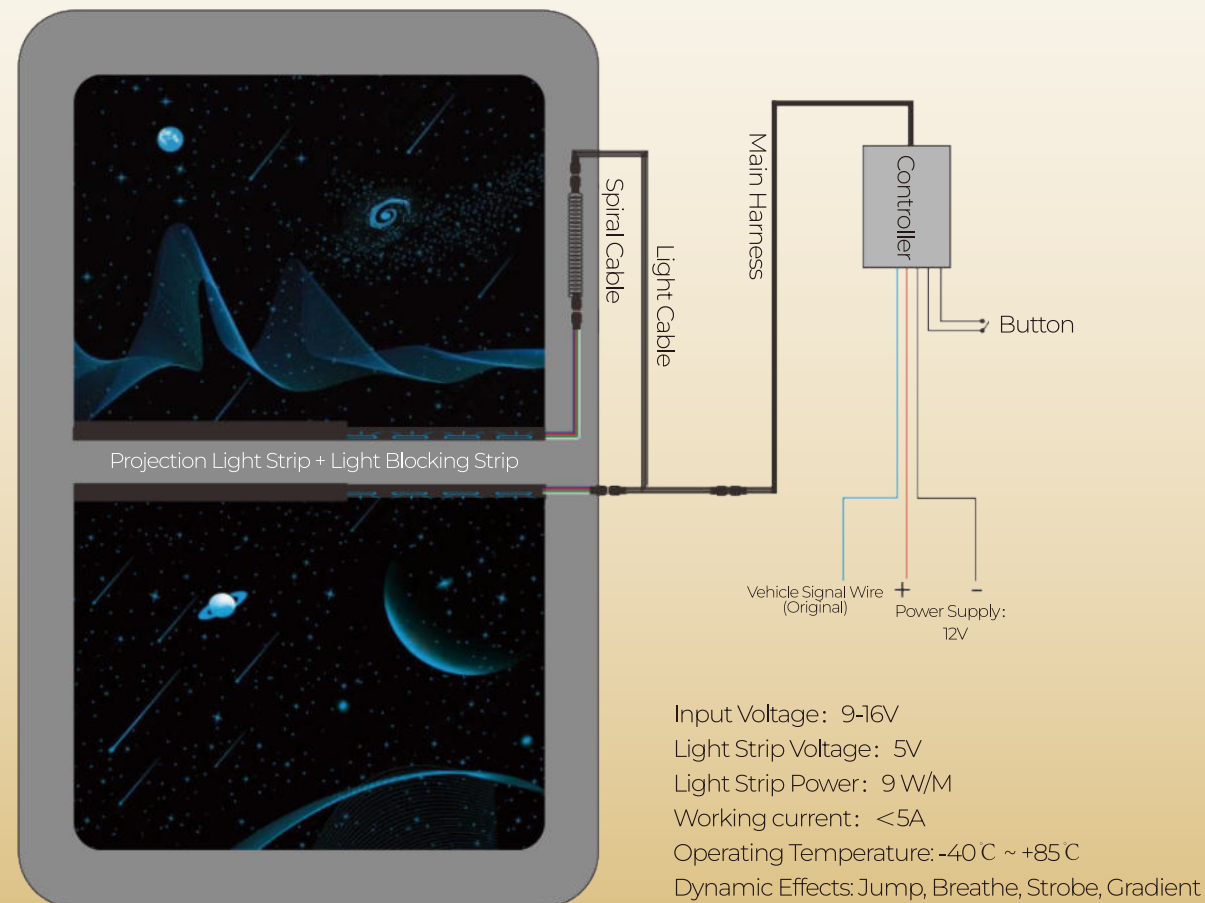 Main Harness
Controller
Spiral Cable
Light Cable
Button
Projection Light Strip + Light Blocking Strip
Vehicle Signal Wire
(Original)
+
-
Power Supply:
12V
Input Voltage: 9-16V
Light Strip Voltage: 5V
Light Strip Power: 9 W/M
Working current: <5A
Operating Temperature: -40℃ ~ +85℃
Dynamic Effects: Jump, Breathe, Strobe, Gradient